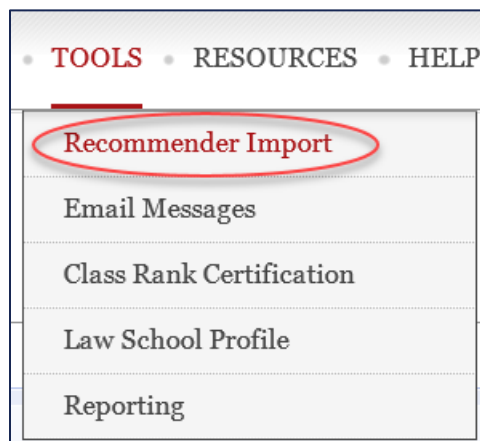 TOOLS RESOURCES HELP
Recommender Import
Email Messages
Class Rank Certification
Law School Profile
Reporting